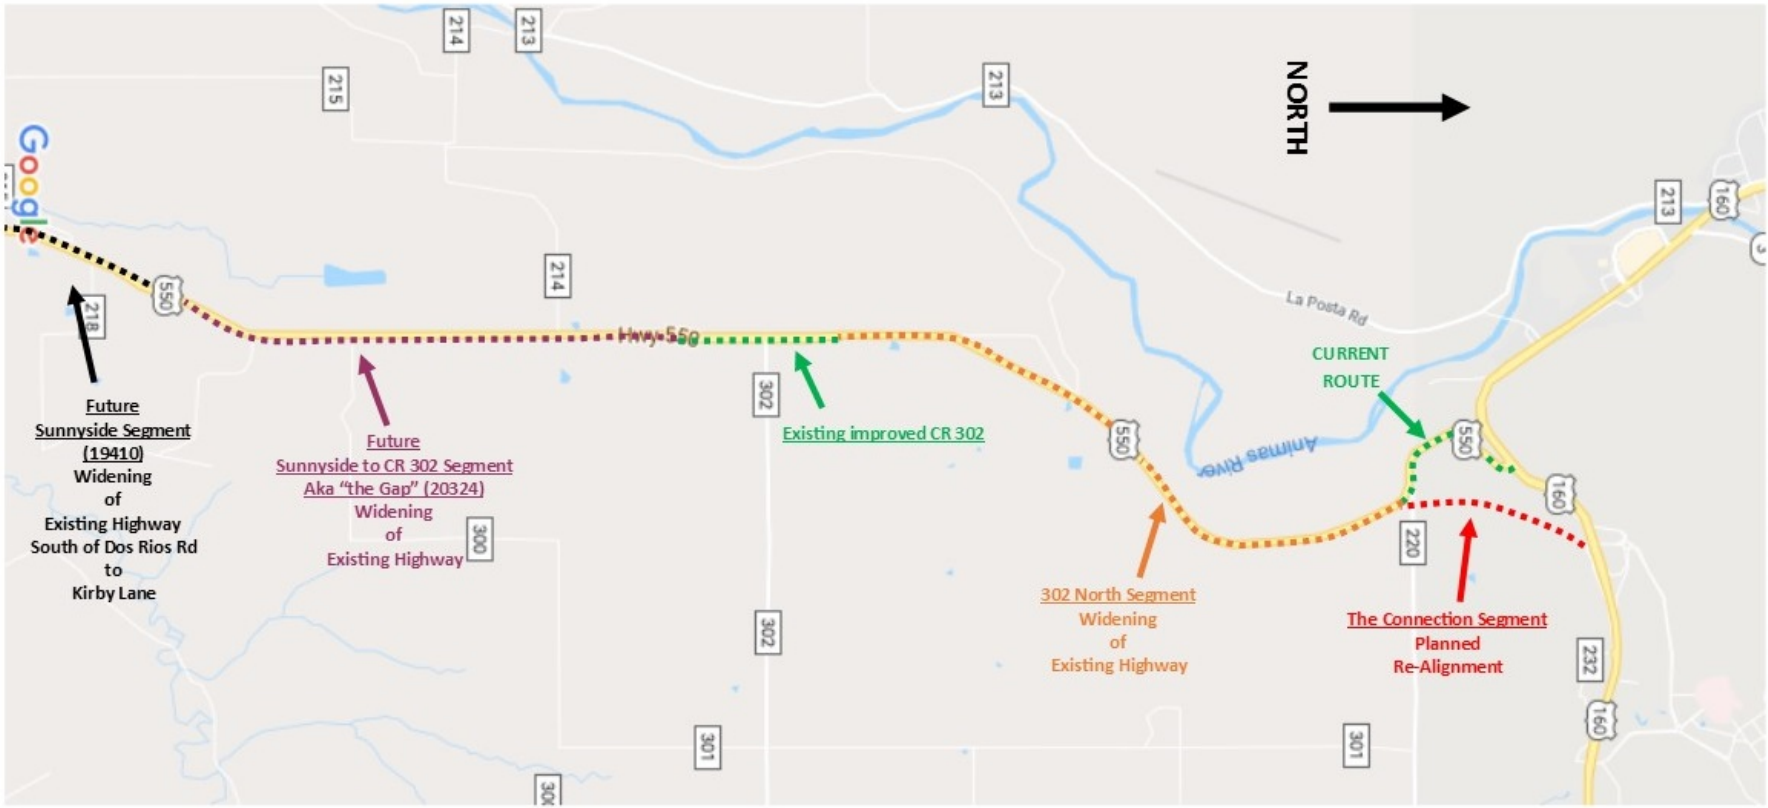 214
213
215
213
NORTH
213
160
3
Google
La Posta Rd
550
214
218
Hwy 550
302
CURRENT
ROUTE
550
550
Animas River
160
Existing improved CR 302
Future
Sunnyside Segment
(19410)
Widening
of
Existing Highway
South of Dos Rios Rd
to
Kirby Lane
Future
Sunnyside to CR 302 Segment
Aka “the Gap” (20324)
Widening
of
Existing Highway
300
220
302 North Segment
Widening
of
Existing Highway
The Connection Segment
Planned
Re-Alignment
302
232
160
301
301